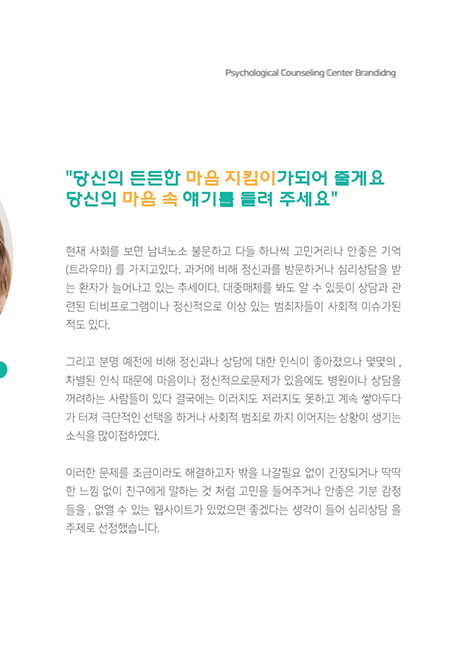 Psychological Counseling Center Brandidng
"당신의 든든한 마음 지킴이가되어 줄게요
당신의 마음 속 얘기를 들려 주세요"
현재 사회를 보면 남녀노소 불문하고 다들 하나씩 고민거리나 안좋은 기억
(트라우마) 를 가지고있다. 과거에 비해 정신과를 방문하거나 심리상담을 받
는 환자가 늘어나고 있는 추세이다. 대중매체를 봐도 알 수 있듯이 상담과 관
련된 티비프로그램이나 정신적으로 이상 있는 범죄자들이 사회적 이슈가된
적도 있다.
그리고 분명 예전에 비해 정신과나 상담에 대한 인식이 좋아졌으나 몇몇의 ,
차별된 인식 때문에 마음이나 정신적으로문제가 있음에도 병원이나 상담을
꺼려하는 사람들이 있다 결국에는 이러지도 저러지도 못하고 계속 쌓아두다
가 터져 극단적인 선택을 하거나 사회적 범죄로 까지 이어지는 상황이 생기는
소식을 많이접하였다.
이러한 문제를 조금이라도 해결하고자 밖을 나갈필요 없이 긴장되거나 딱딱
한 느낌 없이 친구에게 말하는 것 처럼 고민을 들어주거나 안좋은 기분 감정
들을 , 없앨 수 있는 웹사이트가 있었으면 좋겠다는 생각이 들어 심리상담 을
주제로 선정했습니다.